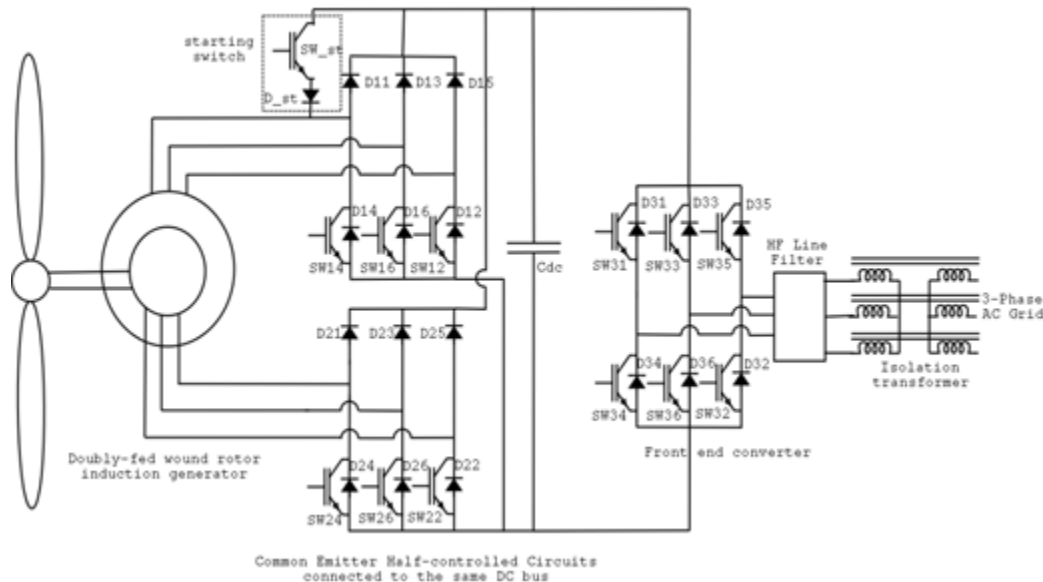 starting
switch
SW_st
D_st
D11
D13
D15
D14
D16
D12
SW14
SW16
SW12
Cdc
D31
D33
D35
SW31
SW33
SW35
HF Line
Filter
3-Phase
AC Grid
Isolation
transformer
D21
D23
D25
D34
D36
D32
SW34
SW36
SW32
Front end converter
Doubly-fed wound rotor
induction generator
D24
D26
D22
SW24
SW26
SW22
Common Emitter Half-controlled Circuits
connected to the same DC bus